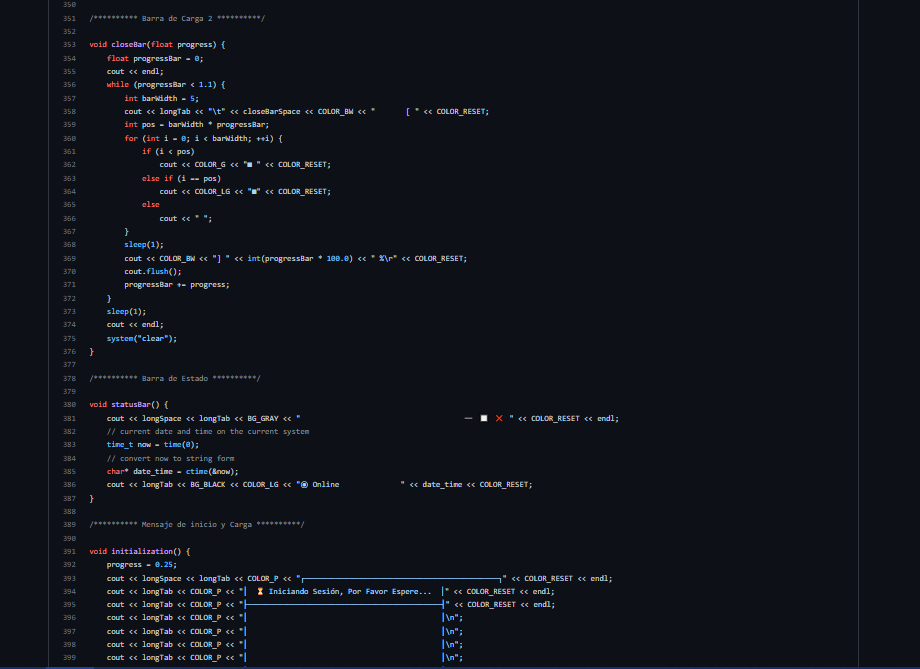 350
351 /********** Barra de Carga 2 **********/
352
353 void closeBar(float progress) {
354     float progressBar = 0;
355     cout << endl;
356     while (progressBar < 1.1) {
357         int barWidth = 5;
358         cout << longTab << "\t" << closeBarSpace << COLOR_BW << "       [ " << COLOR_RESET;
359         int pos = barWidth * progressBar;
360         for (int i = 0; i < barWidth; ++i) {
361             if (i < pos)
362                 cout << COLOR_G << "■ " << COLOR_RESET;
363             else if (i == pos)
364                 cout << COLOR_LG << "■" << COLOR_RESET;
365             else
366                 cout << " ";
367         }
368         sleep(1);
369         cout << COLOR_BW << "] " << int(progressBar * 100.0) << " %\r" << COLOR_RESET;
370         cout.flush();
371         progressBar += progress;
372     }
373     sleep(1);
374     cout << endl;
375     system("clear");
376 }
377
378 /********** Barra de Estado **********/
379
380 void statusBar() {
381     cout << longSpace << longTab << BG_GRAY << "                                      — ⬜ ❌ " << COLOR_RESET << endl;
382     // current date and time on the current system
383     time_t now = time(0);
384     // convert now to string form
385     char* date_time = ctime(&now);
386     cout << longTab << BG_BLACK << COLOR_LG << "◉ Online              " << date_time << COLOR_RESET;
387 }
388
389 /********** Mensaje de inicio y Carga **********/
390
391 void initialization() {
392     progress = 0.25;
393     cout << longSpace << longTab << COLOR_P << "┌─────────────────────────────────────────────┐" << COLOR_RESET << endl;
394     cout << longTab << COLOR_P << "│  ⌛ Iniciando Sesión, Por Favor Espere...  │" << COLOR_RESET << endl;
395     cout << longTab << COLOR_P << "├─────────────────────────────────────────────┤" << COLOR_RESET << endl;
396     cout << longTab << COLOR_P << "│                                             │\n";
397     cout << longTab << COLOR_P << "│                                             │\n";
398     cout << longTab << COLOR_P << "│                                             │\n";
399     cout << longTab << COLOR_P << "│                                             │\n";